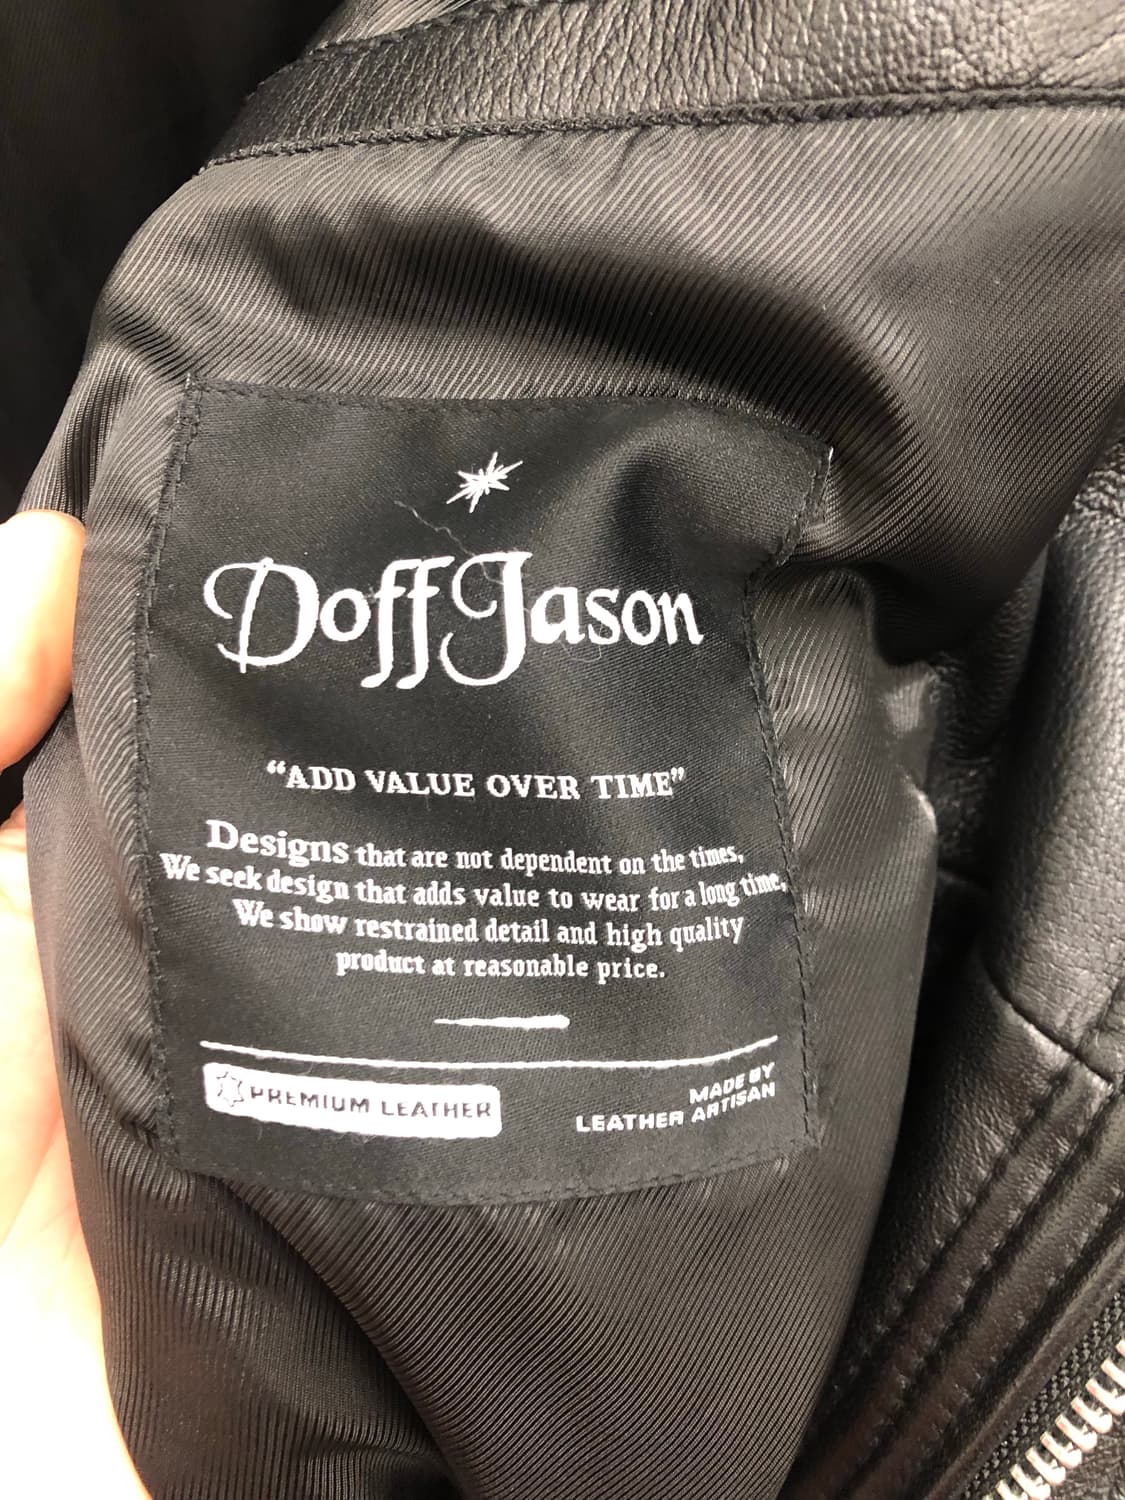 DoffJason
“ADD VALUE OVER TIME”
Designs that are not dependent on the times,
We seek design that adds value to wear for a long time,
We show restrained detail and high quality
product at reasonable price.
PREMIUM LEATHER
MADE BY
LEATHER ARTISAN